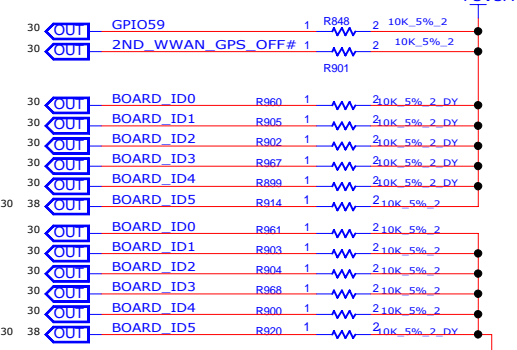 30 OUT GPIO59 1 R848 2 10K_5%_2
30 OUT 2ND_WWAN_GPS_OFF# 1 R901 2 10K_5%_2
30 OUT BOARD_ID0 R960 1 2 10K_5%_2_DY
30 OUT BOARD_ID1 R905 1 2 10K_5%_2_DY
30 OUT BOARD_ID2 R902 1 2 10K_5%_2_DY
30 OUT BOARD_ID3 R967 1 2 10K_5%_2_DY
30 OUT BOARD_ID4 R899 1 2 10K_5%_2_DY
30 38 OUT BOARD_ID5 R914 1 2 10K_5%_2
30 OUT BOARD_ID0 R961 1 2 10K_5%_2
30 OUT BOARD_ID1 R903 1 2 10K_5%_2
30 OUT BOARD_ID2 R904 1 2 10K_5%_2
30 OUT BOARD_ID3 R968 1 2 10K_5%_2
30 OUT BOARD_ID4 R900 1 2 10K_5%_2
30 38 OUT BOARD_ID5 R920 1 2 10K_5%_2_DY